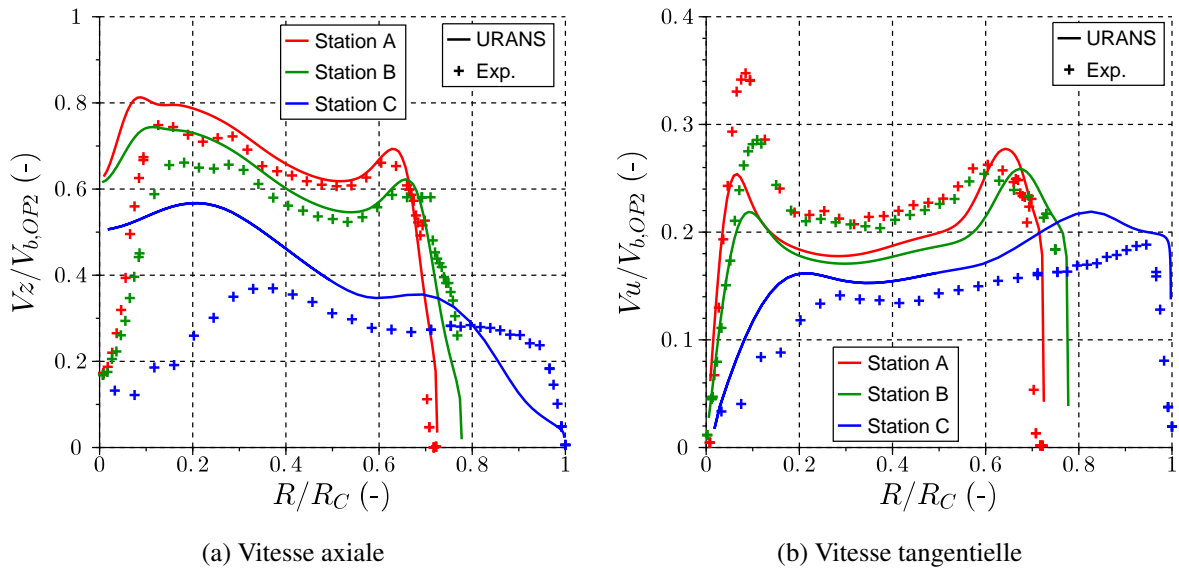 1
0.8
0.6
0.4
0.2
0
0 0.2 0.4 0.6 0.8 1
Vz/V_{b,OP2} (-)
R/R_C (-)
Station A
Station B
Station C
URANS
Exp.
(a) Vitesse axiale
0.4
0.3
0.2
0.1
0
0 0.2 0.4 0.6 0.8 1
Vu/V_{b,OP2} (-)
R/R_C (-)
URANS
Exp.
Station A
Station B
Station C
(b) Vitesse tangentielle